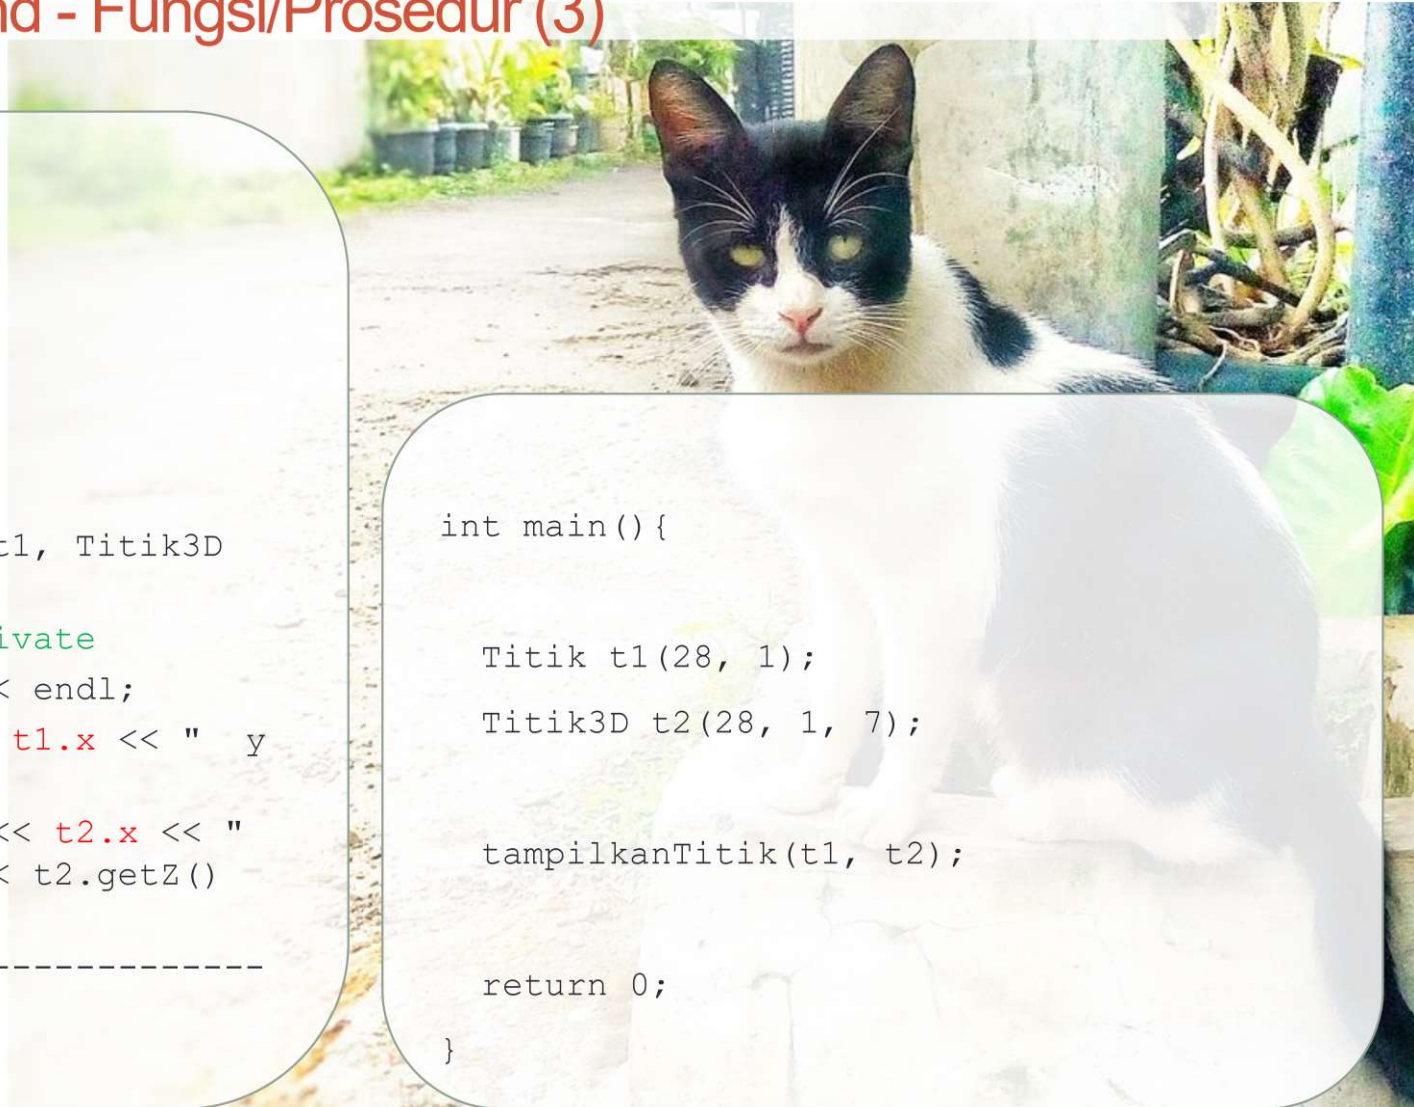 nd - Fungsi/Prosedur (3)
t1, Titik3D
ivate
< endl;
t1.x << "  y
<< t2.x << "
< t2.getZ()
-------------
int main(){
Titik t1(28, 1);
Titik3D t2(28, 1, 7);
tampilkanTitik(t1, t2);
return 0;
}